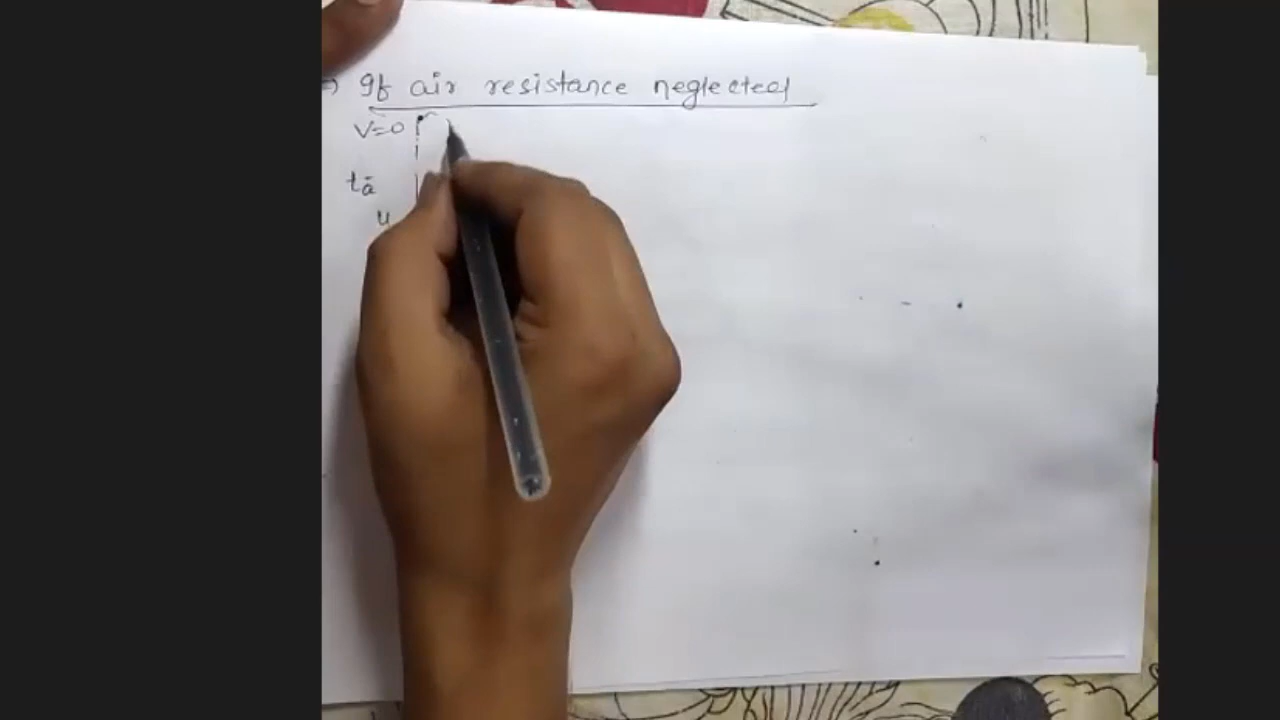 ⇒ If air resistance neglected
V=0
ta
u